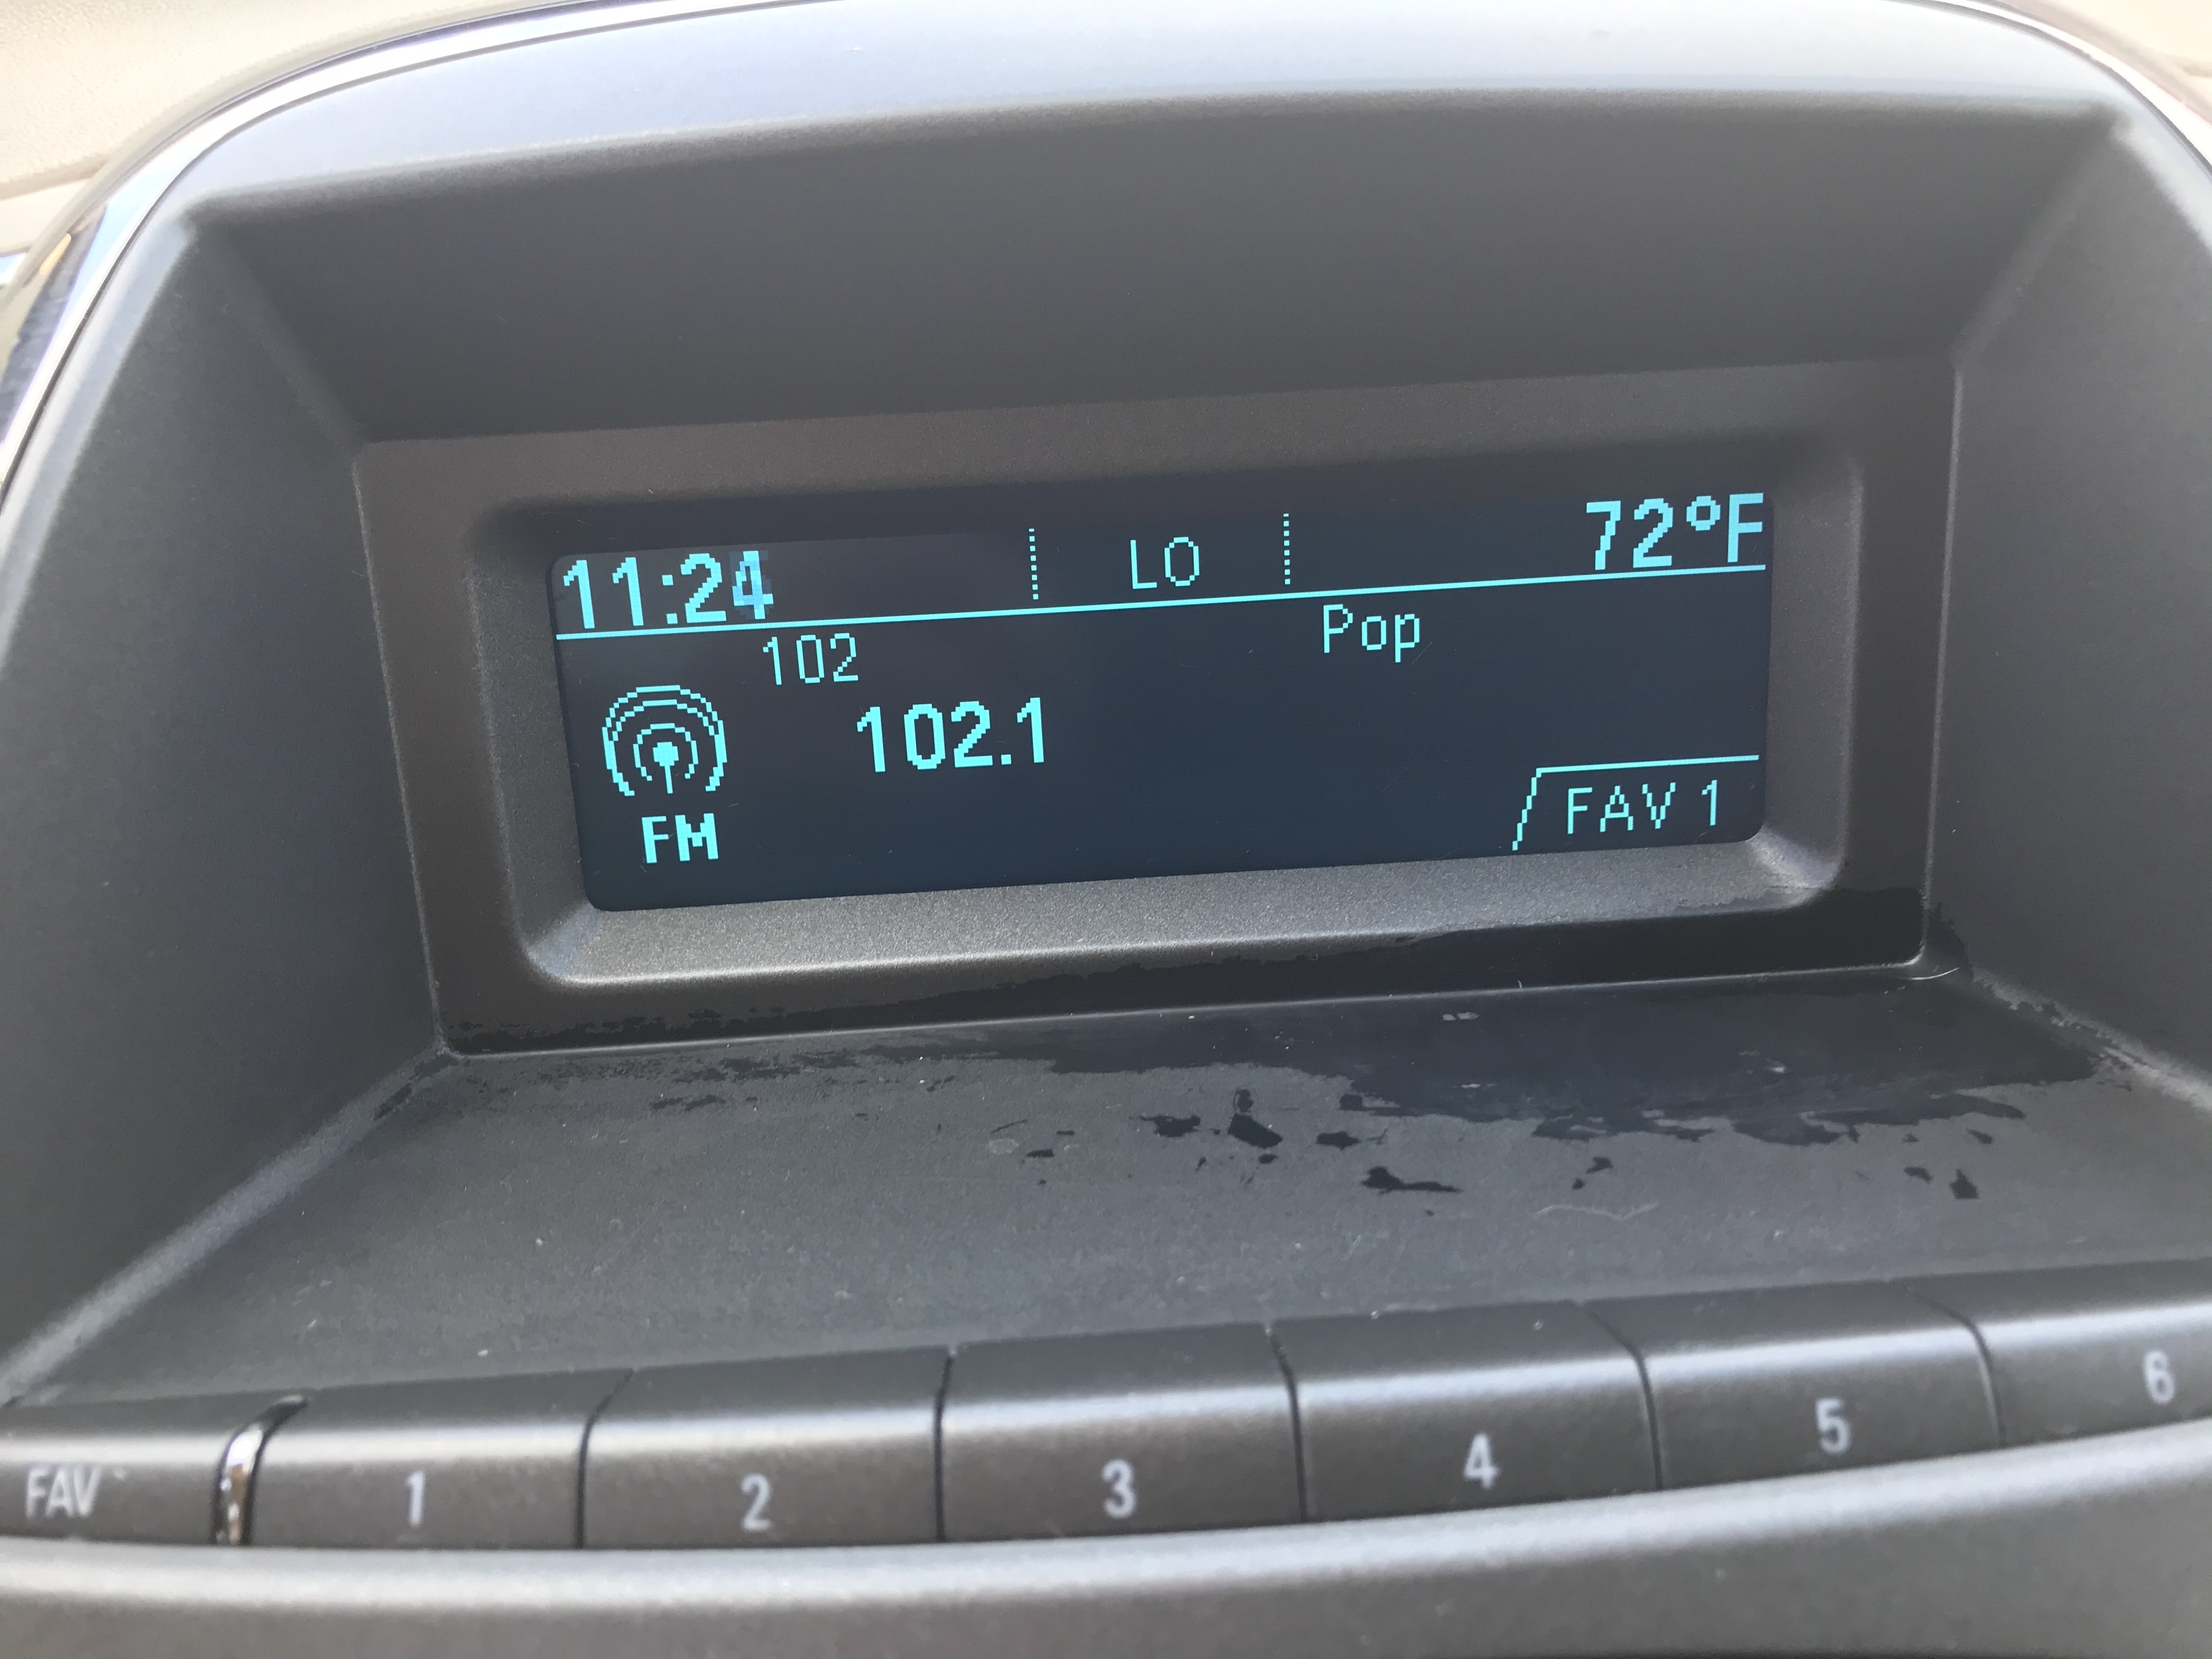 11:24 LO 72°F
102 Pop
102.1
FM FAV 1
FAV 1 2 3 4 5 6